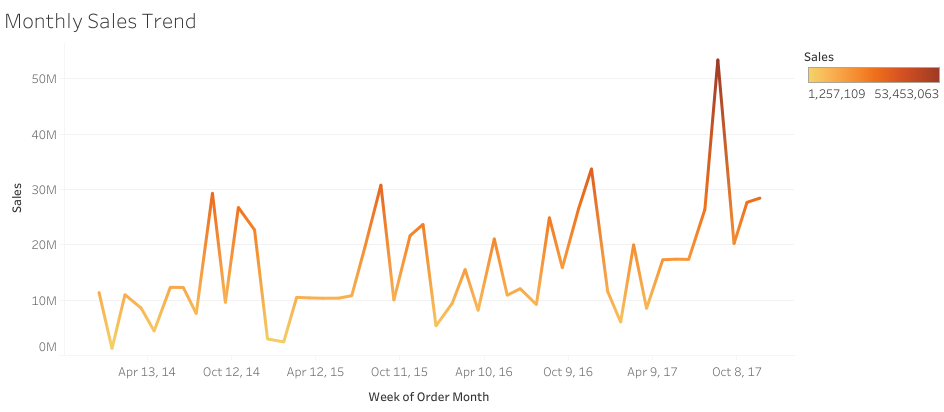 Monthly Sales Trend
Sales
1,257,109 53,453,063
50M
40M
30M
20M
10M
0M
Sales
Apr 13, 14 Oct 12, 14 Apr 12, 15 Oct 11, 15 Apr 10, 16 Oct 9, 16 Apr 9, 17 Oct 8, 17
Week of Order Month